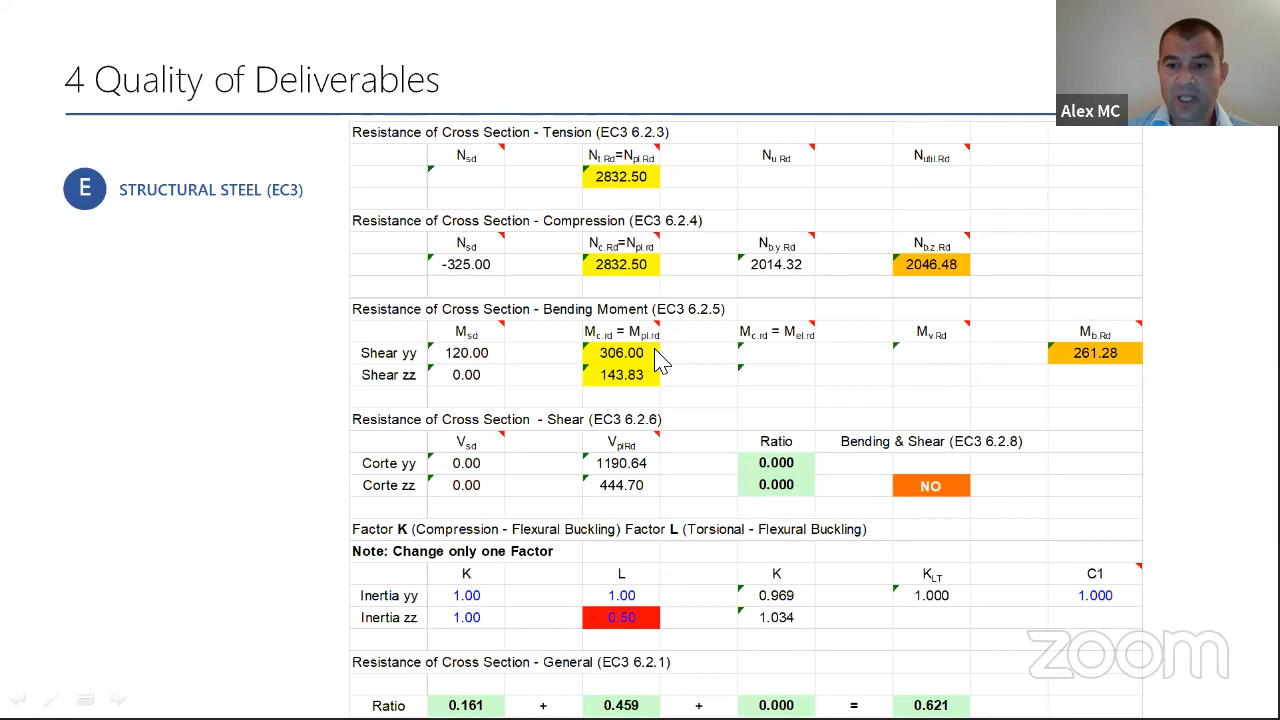 4 Quality of Deliverables
Alex MC
E STRUCTURAL STEEL (EC3)
Resistance of Cross Section - Tension (EC3 6.2.3)
Nsd Nt.Rd=Npl.Rd Nu.Rd Nutil.Rd
2832.50
Resistance of Cross Section - Compression (EC3 6.2.4)
Nsd Nc.Rd=Npl.rd Nb.y.Rd Nb.z.Rd
-325.00 2832.50 2014.32 2046.48
Resistance of Cross Section - Bending Moment (EC3 6.2.5)
Msd Mc.rd = Mpl.rd Mc.rd = Mel.rd Mv.Rd Mb.Rd
Shear yy 120.00 306.00 261.28
Shear zz 0.00 143.83
Resistance of Cross Section - Shear (EC3 6.2.6)
Vsd VplRd Ratio Bending & Shear (EC3 6.2.8)
Corte yy 0.00 1190.64 0.000
Corte zz 0.00 444.70 0.000 NO
Factor K (Compression - Flexural Buckling) Factor L (Torsional - Flexural Buckling)
Note: Change only one Factor
K L K KLT C1
Inertia yy 1.00 1.00 0.969 1.000 1.000
Inertia zz 1.00 0.50 1.034
zoom
Resistance of Cross Section - General (EC3 6.2.1)
Ratio 0.161 + 0.459 + 0.000 = 0.621